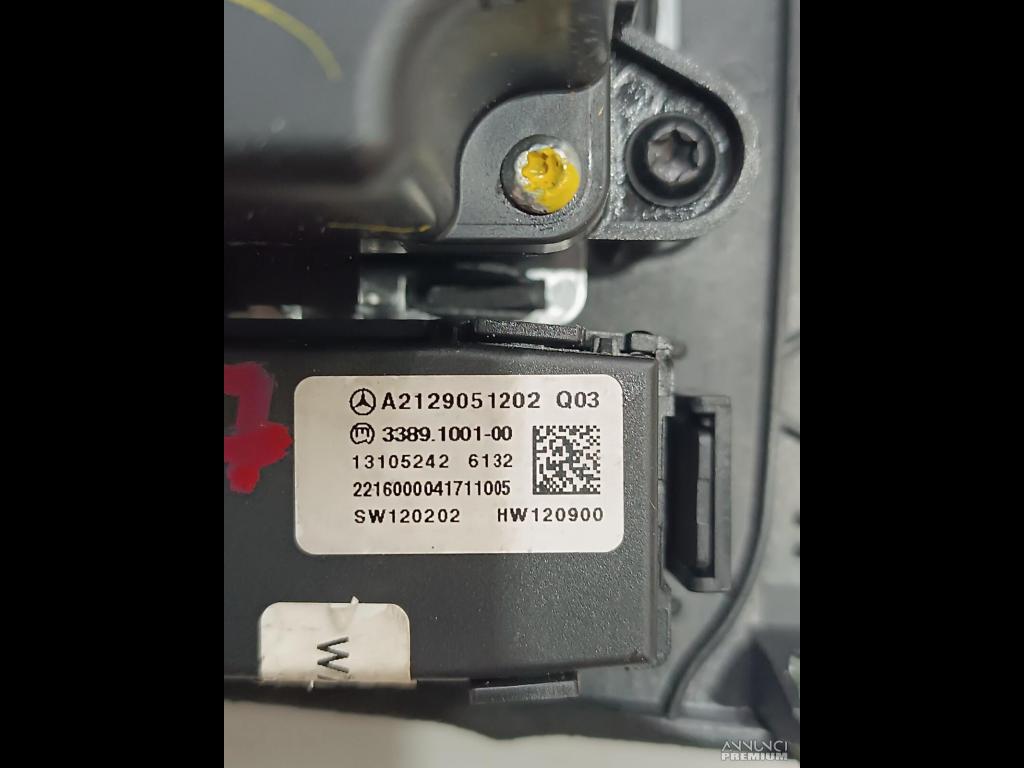 A2129051202 Q03
3389.1001-00
13105242 6132
2216000041711005
SW120202 HW120900
W
ANNUNCI
PREMIUM